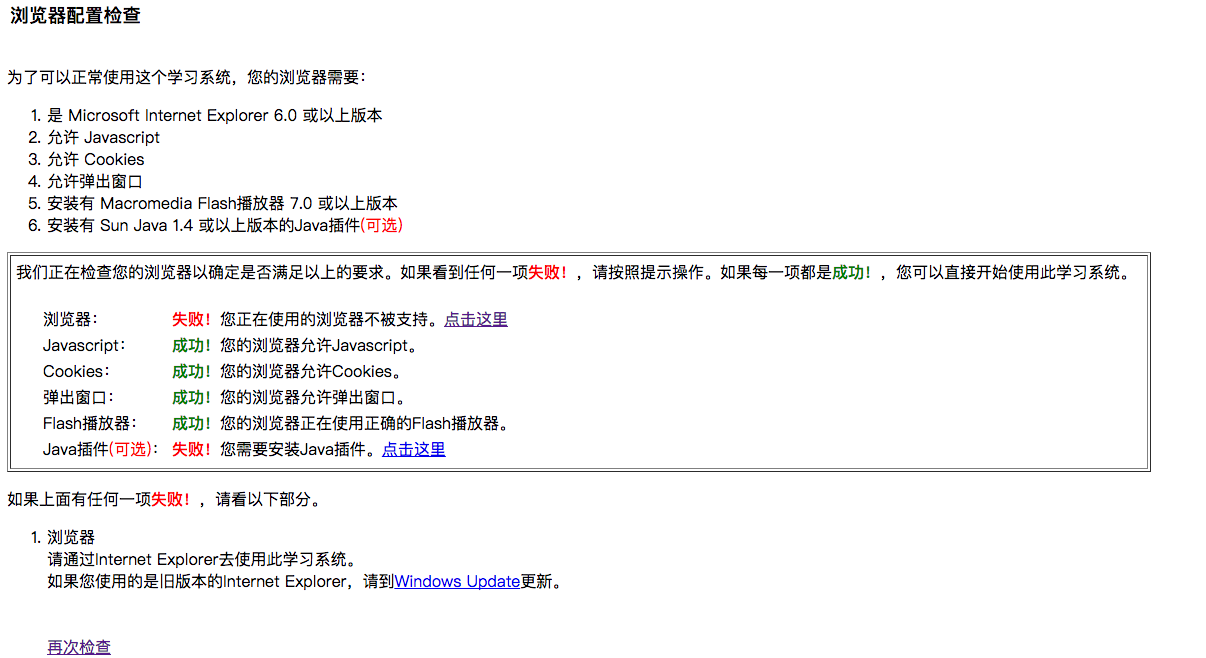 浏览器配置检查
为了可以正常使用这个学习系统，您的浏览器需要：
1. 是 Microsoft Internet Explorer 6.0 或以上版本
2. 允许 Javascript
3. 允许 Cookies
4. 允许弹出窗口
5. 安装有 Macromedia Flash播放器 7.0 或以上版本
6. 安装有 Sun Java 1.4 或以上版本的Java插件(可选)
我们正在检查您的浏览器以确定是否满足以上的要求。如果看到任何一项失败！，请按照提示操作。如果每一项都是成功！，您可以直接开始使用此学习系统。
浏览器： 失败！您正在使用的浏览器不被支持。点击这里
Javascript： 成功！您的浏览器允许Javascript。
Cookies： 成功！您的浏览器允许Cookies。
弹出窗口： 成功！您的浏览器允许弹出窗口。
Flash播放器： 成功！您的浏览器正在使用正确的Flash播放器。
Java插件(可选)： 失败！您需要安装Java插件。点击这里
如果上面有任何一项失败！，请看以下部分。
1. 浏览器
请通过Internet Explorer去使用此学习系统。
如果您使用的是旧版本的Internet Explorer，请到Windows Update更新。
再次检查